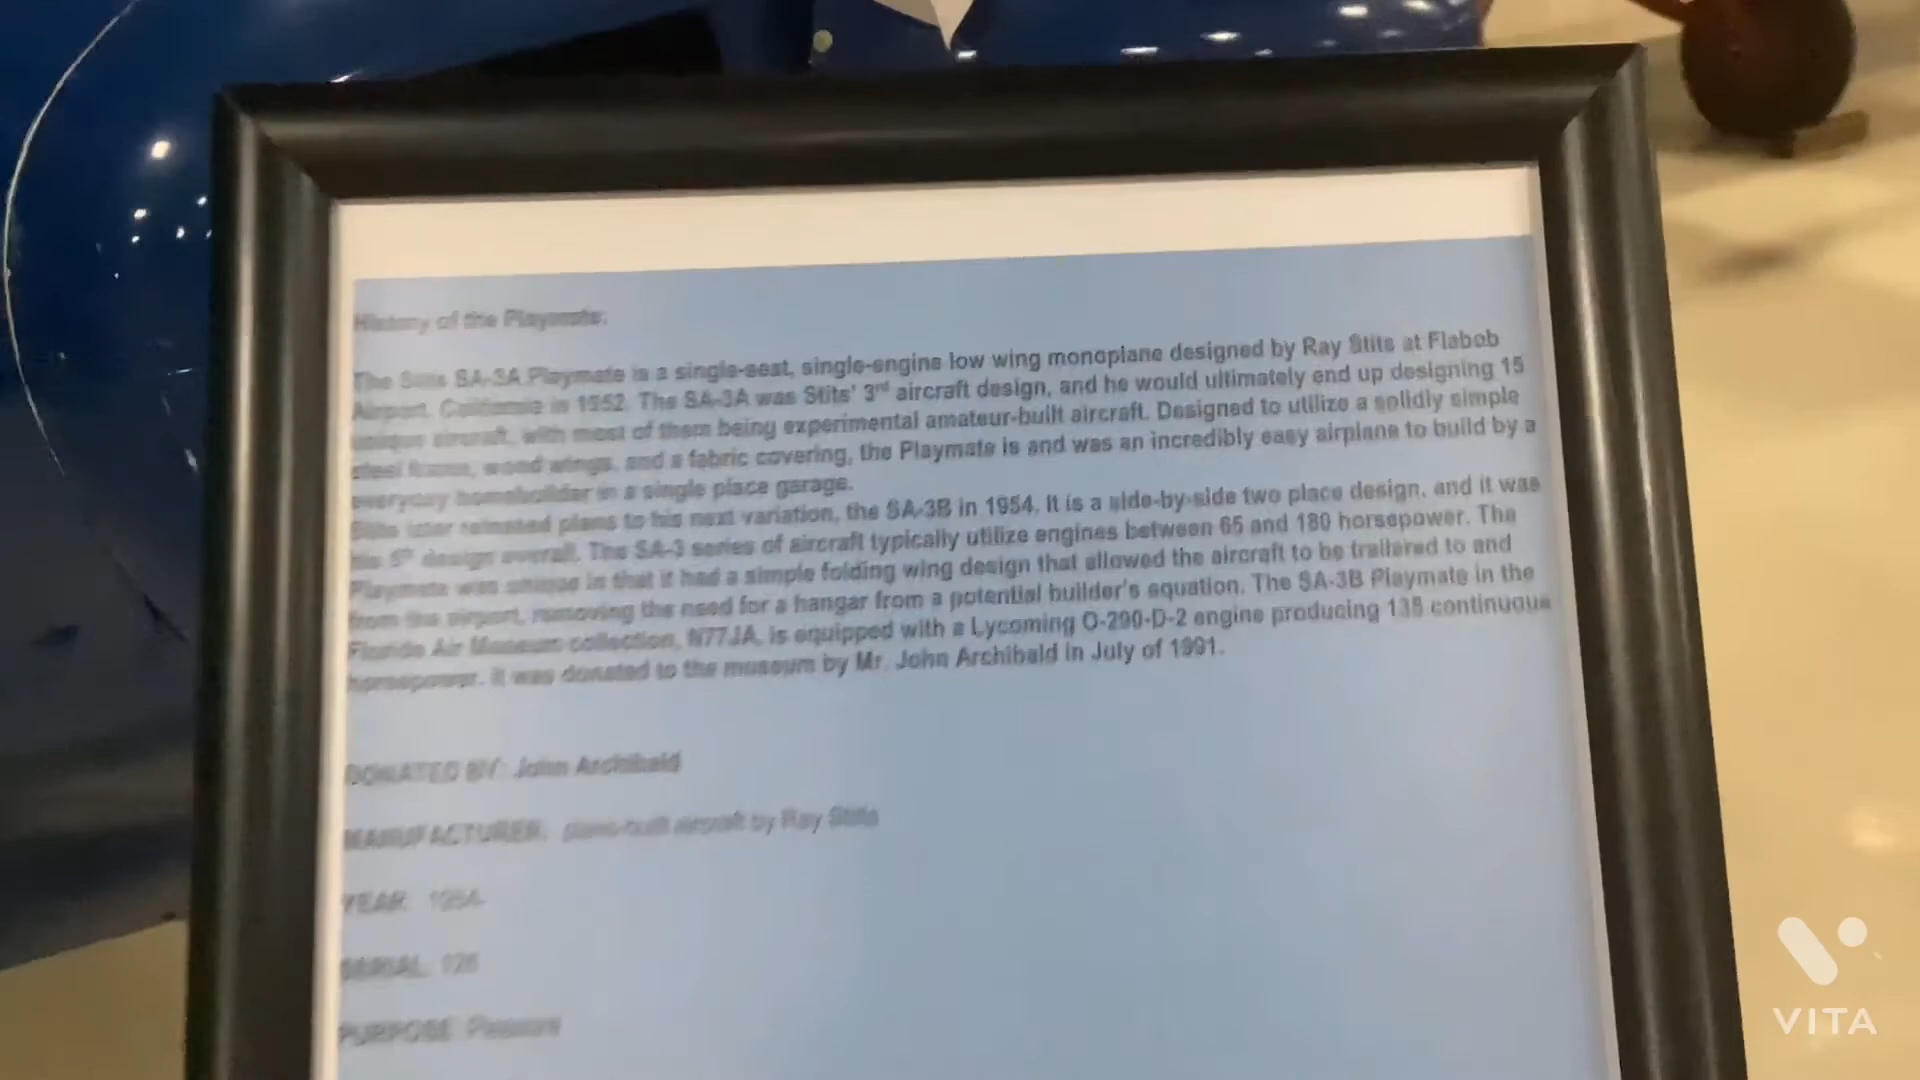 History of the Playmate:
The Stits SA-3A Playmate is a single-seat, single-engine low wing monoplane designed by Ray Stits at Flabob
Airport, California in 1952. The SA-3A was Stits' 3rd aircraft design, and he would ultimately end up designing 15
unique aircraft, with most of them being experimental amateur-built aircraft. Designed to utilize a solidly simple
steel frame, wood wings, and a fabric covering, the Playmate is and was an incredibly easy airplane to build by a
everyday homebuilder in a single place garage.
Stits later released plans to his next variation, the SA-3B in 1954. It is a side-by-side two place design, and it was
his 5th design overall. The SA-3 series of aircraft typically utilize engines between 65 and 180 horsepower. The
Playmate was unique in that it had a simple folding wing design that allowed the aircraft to be trailered to and
from the airport, removing the need for a hangar from a potential builder's equation. The SA-3B Playmate in the
Florida Air Museum collection, N77JA, is equipped with a Lycoming O-290-D-2 engine producing 135 continuous
horsepower. It was donated to the museum by Mr. John Archibald in July of 1991.
DONATED BY: John Archibald
MANUFACTURER: plans-built aircraft by Ray Stits
YEAR: 1954
SERIAL: 126
PURPOSE: Pleasure
VITA